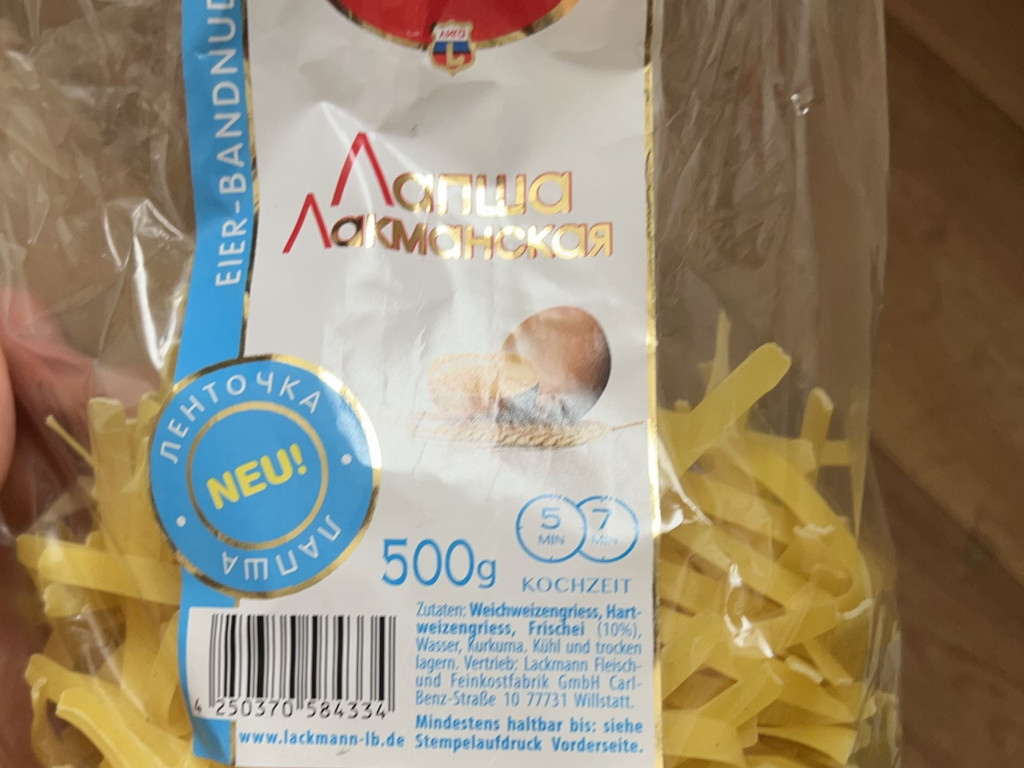 ЛИГО
EIER-BANDNUD
Лапша
Лакманская
ЛЕНТОЧКА
NEU!
ЛАПША
5 MIN
7 MIN
500g
KOCHZEIT
Zutaten: Weichweizengriess, Hart-
weizengriess, Frischei (10%),
Wasser, Kurkuma. Kühl und trocken
lagern. Vertrieb: Lackmann Fleisch-
und Feinkostfabrik GmbH Carl-
Benz-Straße 10 77731 Willstätt.
Mindestens haltbar bis: siehe
Stempelaufdruck Vorderseite.
4 250370 584334
www.lackmann-lb.de